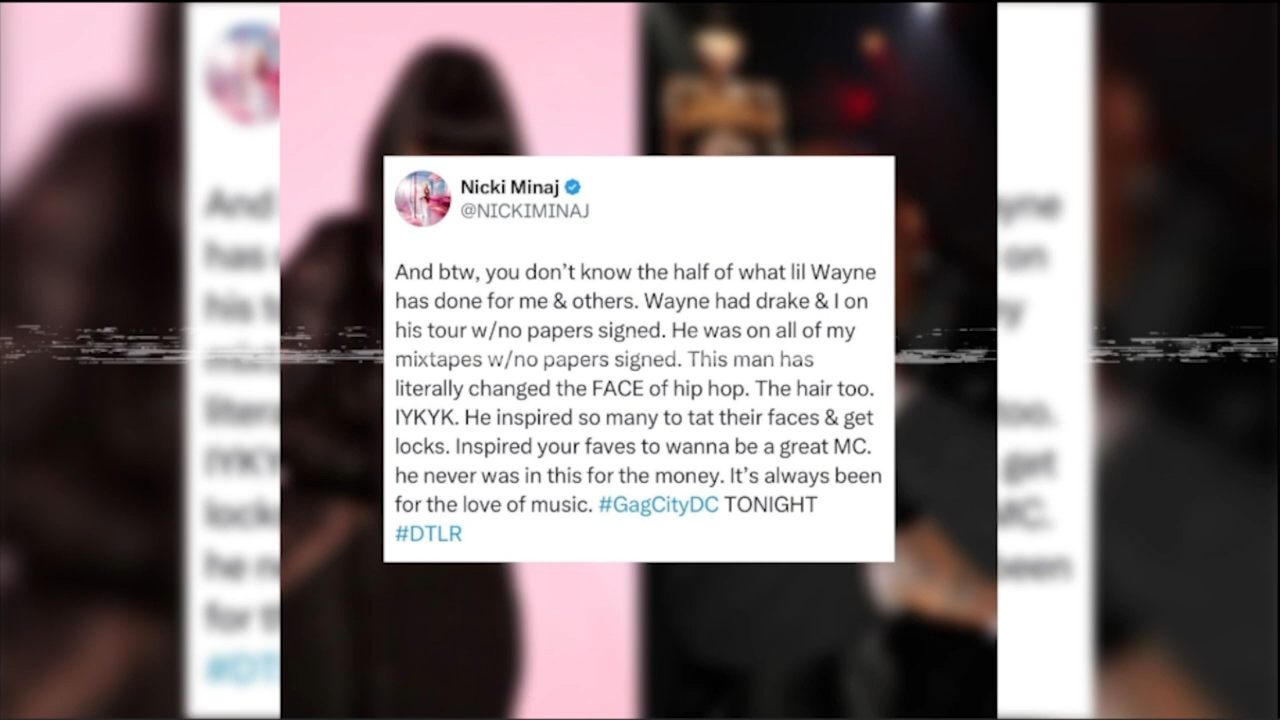 Nicki Minaj
@NICKIMINAJ
And btw, you don’t know the half of what lil Wayne
has done for me & others. Wayne had drake & I on
his tour w/no papers signed. He was on all of my
mixtapes w/no papers signed. This man has
literally changed the FACE of hip hop. The hair too.
IYKYK. He inspired so many to tat their faces & get
locks. Inspired your faves to wanna be a great MC.
he never was in this for the money. It’s always been
for the love of music. #GagCityDC TONIGHT
#DTLR